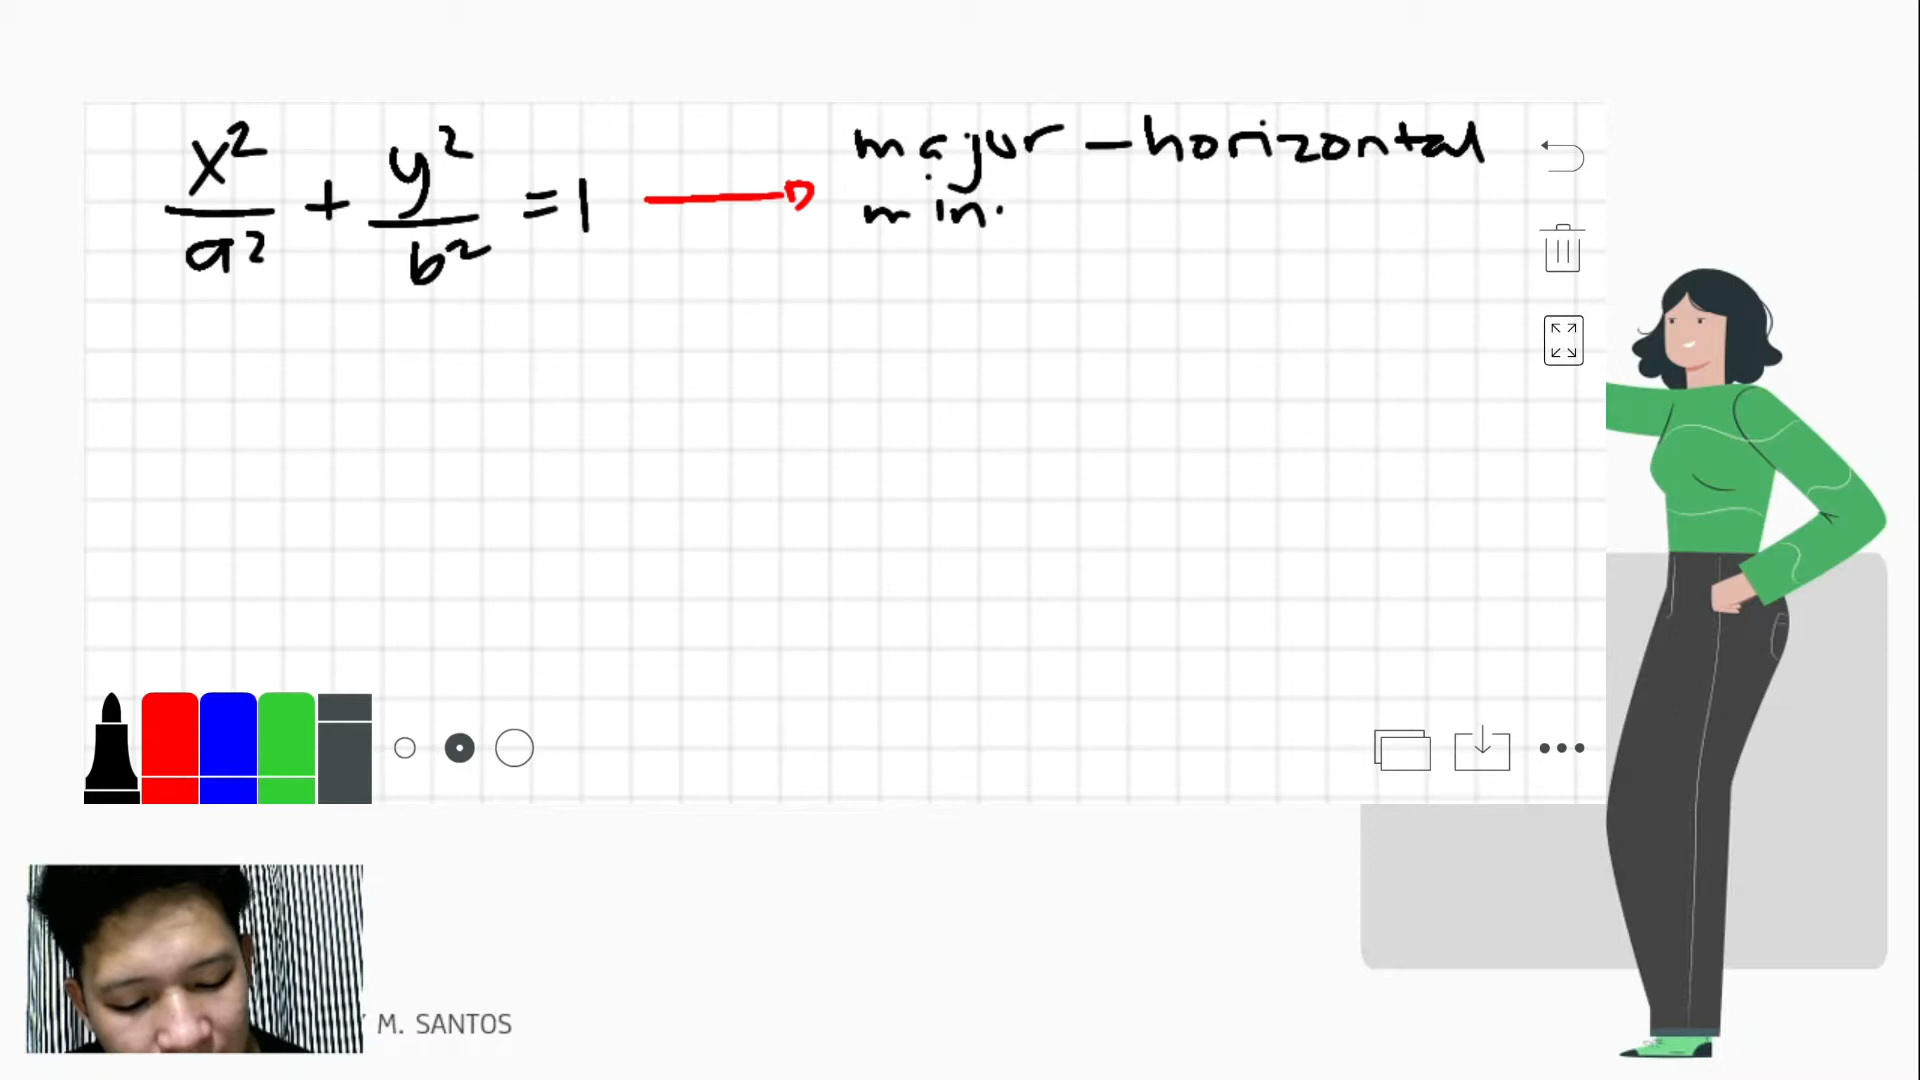 x²/a² + y²/b² = 1
major – horizontal
min
M. SANTOS